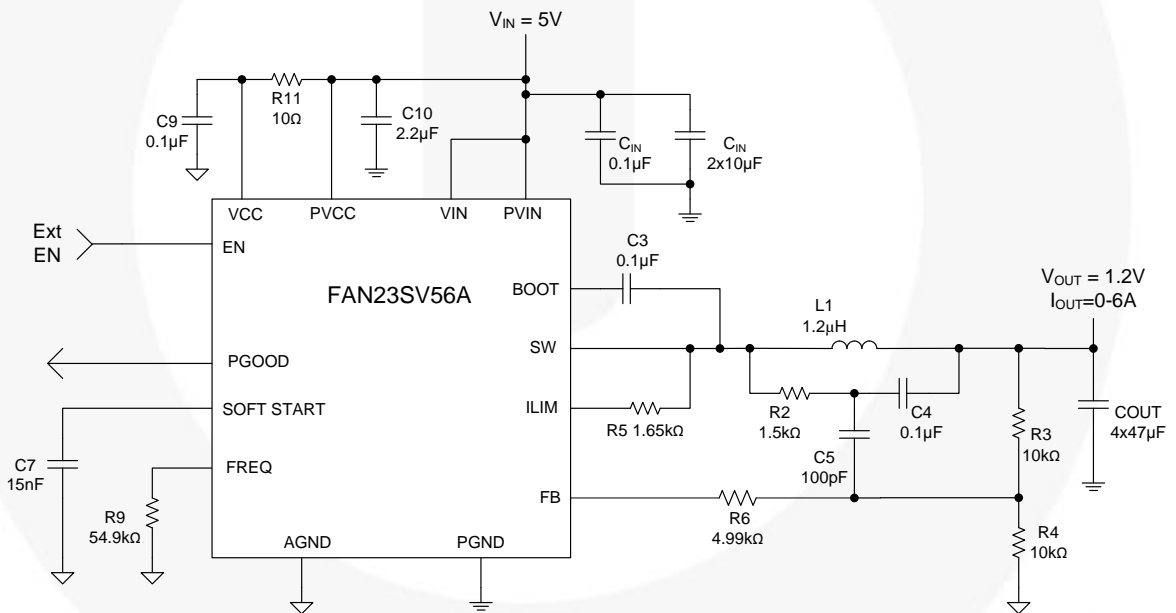 V_IN = 5V
R11
10Ω
C9
0.1µF
C10
2.2µF
C_IN
0.1µF
C_IN
2x10µF
VCC
PVCC
VIN
PVIN
Ext
EN
EN
FAN23SV56A
BOOT
C3
0.1µF
V_OUT = 1.2V
I_OUT=0-6A
L1
1.2µH
SW
PGOOD
SOFT START
ILIM
R5 1.65kΩ
R2
1.5kΩ
C4
0.1µF
COUT
4x47µF
R3
10kΩ
C5
100pF
C7
15nF
FREQ
FB
R6
4.99kΩ
R9
54.9kΩ
R4
10kΩ
AGND
PGND